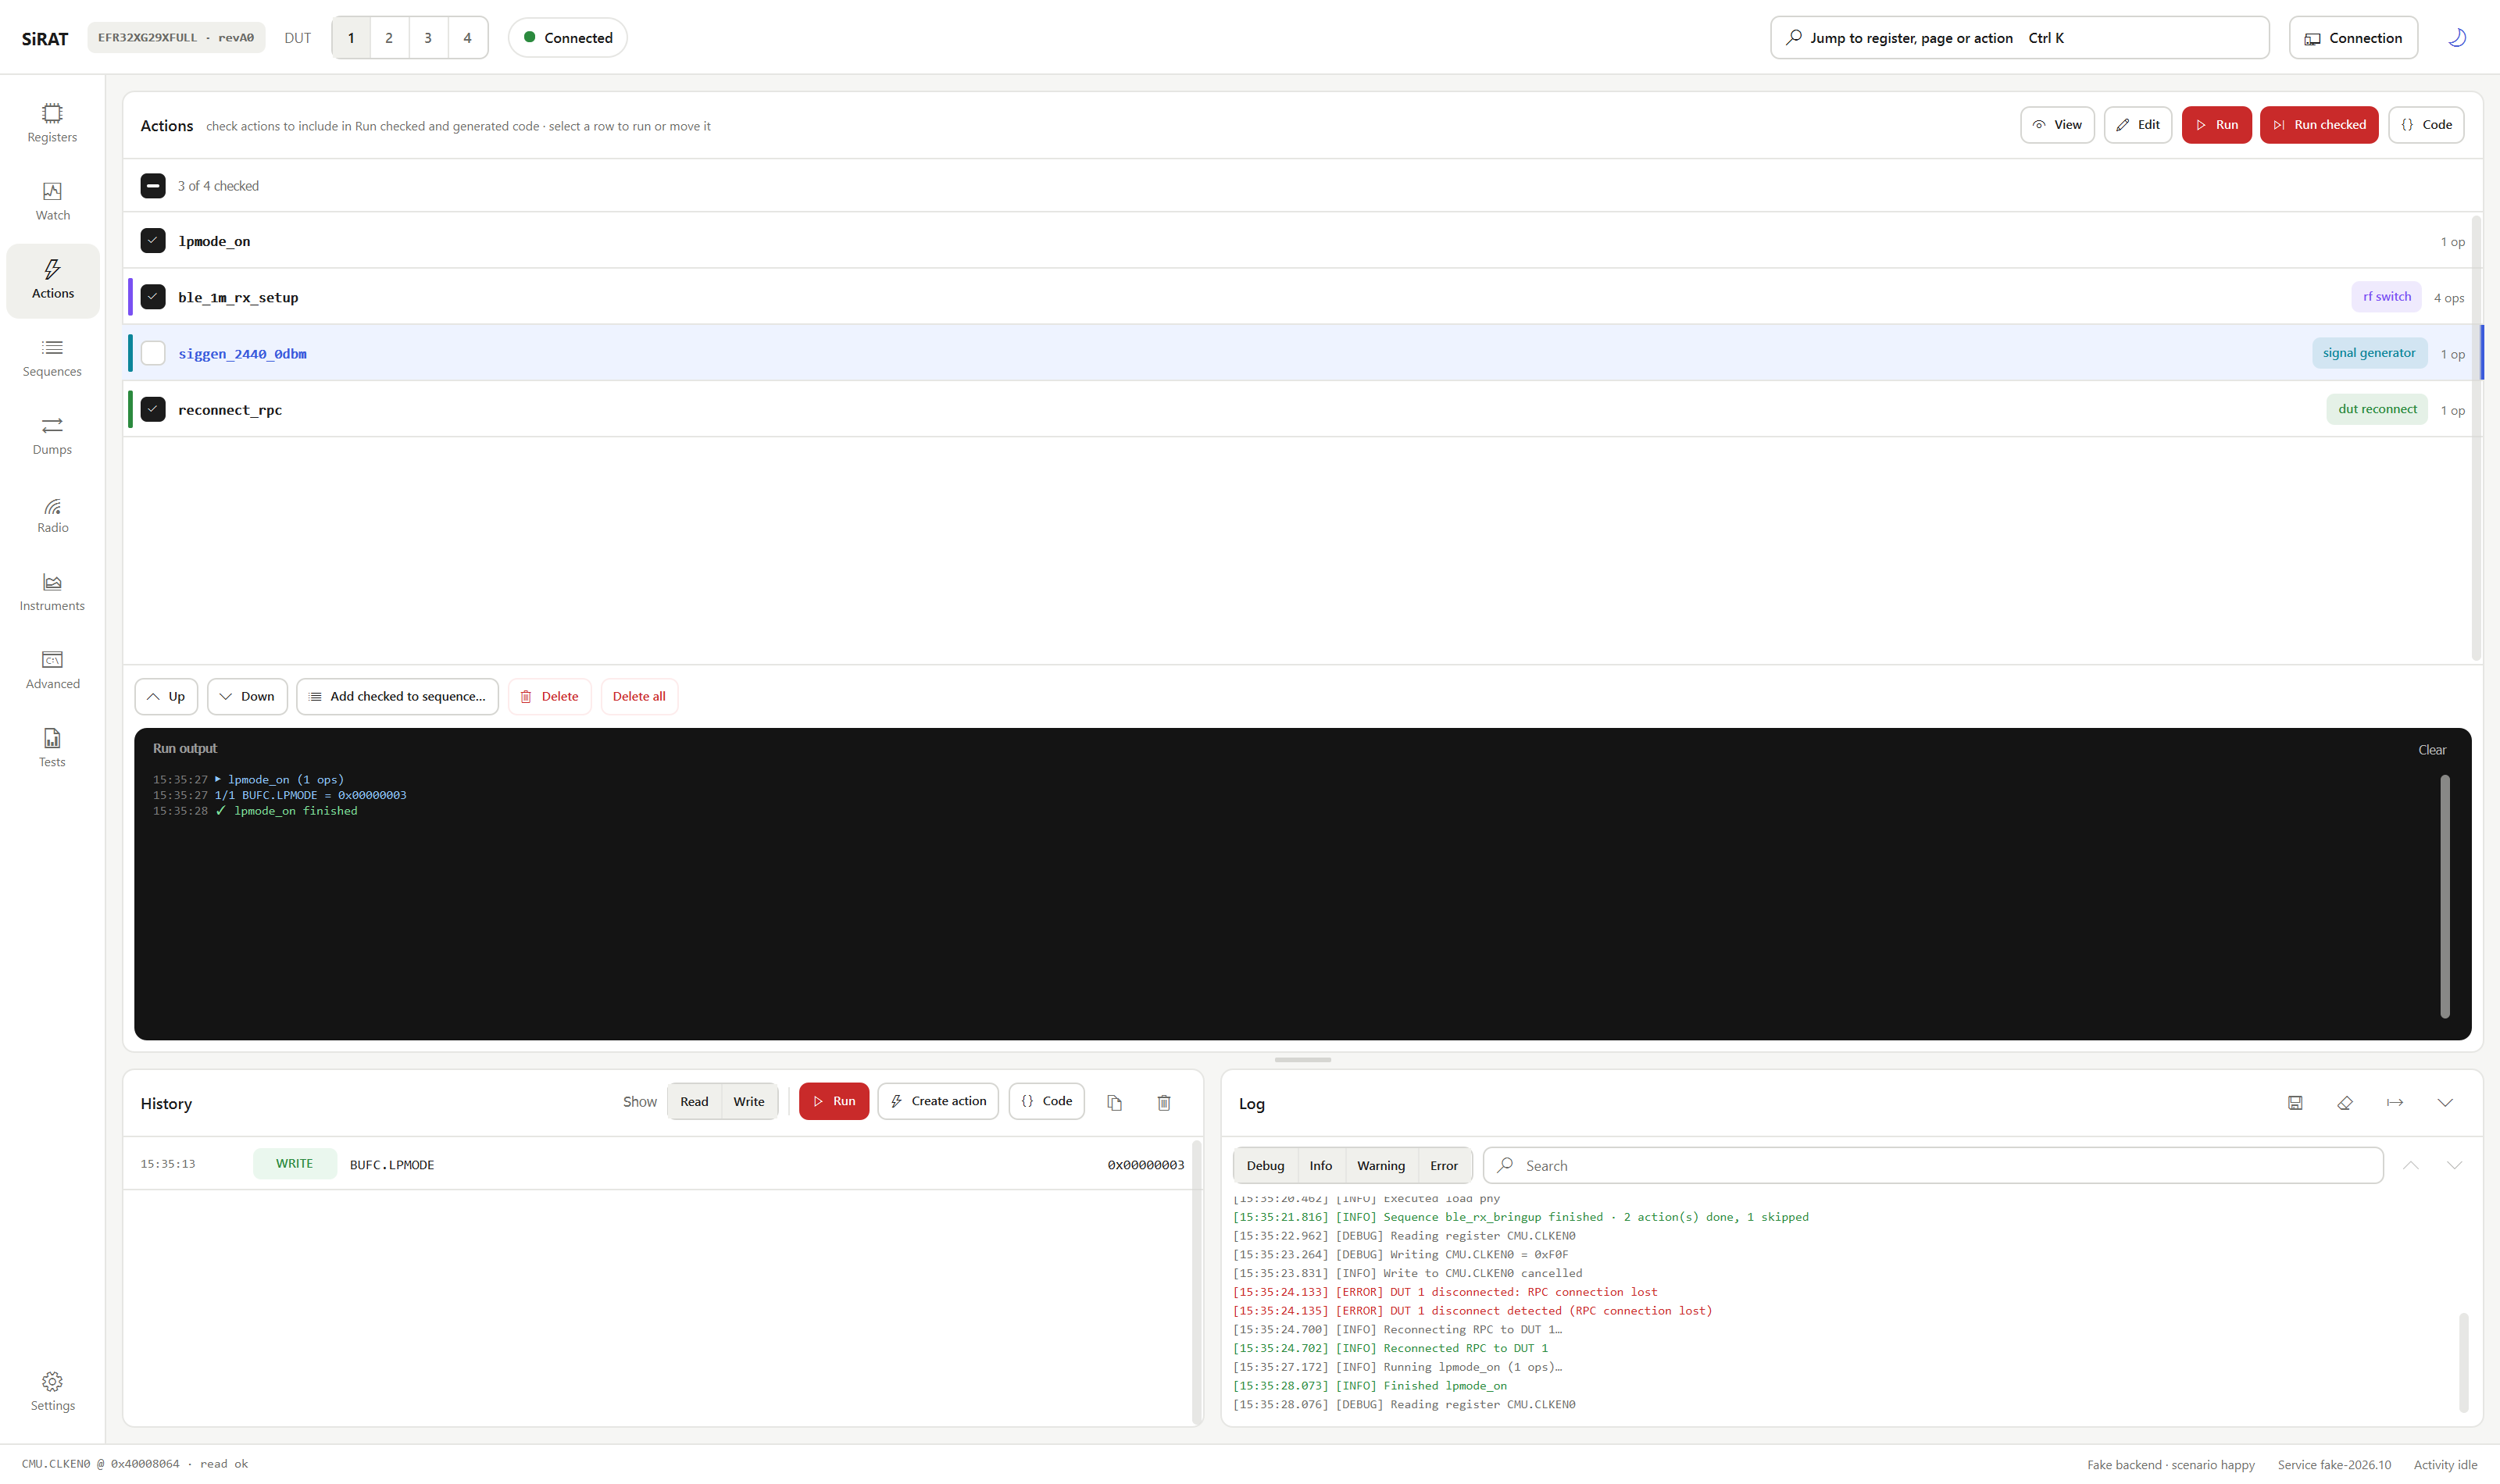 SiRAT
EFR32XG29XFULL · revA0
DUT
1
2
3
4
Connected
Jump to register, page or action Ctrl K
Connection
Registers
Watch
Actions
Sequences
Dumps
Radio
Instruments
C:\
Advanced
Tests
Settings
Actions
check actions to include in Run checked and generated code · select a row to run or move it
View
Edit
Run
Run checked
{} Code
3 of 4 checked
lpmode_on
1 op
ble_1m_rx_setup
rf switch
4 ops
siggen_2440_0dbm
signal generator
1 op
reconnect_rpc
dut reconnect
1 op
Up
Down
Add checked to sequence...
Delete
Delete all
Run output
Clear
15:35:27 ▸ lpmode_on (1 ops)
15:35:27 1/1 BUFC.LPMODE = 0x00000003
15:35:28 ✓ lpmode_on finished
History
Show
Read
Write
Run
Create action
{} Code
15:35:13
WRITE
BUFC.LPMODE
0x00000003
Log
Debug
Info
Warning
Error
Search
[15:35:20.462] [INFO] Executed load phy
[15:35:21.816] [INFO] Sequence ble_rx_bringup finished · 2 action(s) done, 1 skipped
[15:35:22.962] [DEBUG] Reading register CMU.CLKEN0
[15:35:23.264] [DEBUG] Writing CMU.CLKEN0 = 0xF0F
[15:35:23.831] [INFO] Write to CMU.CLKEN0 cancelled
[15:35:24.133] [ERROR] DUT 1 disconnected: RPC connection lost
[15:35:24.135] [ERROR] DUT 1 disconnect detected (RPC connection lost)
[15:35:24.700] [INFO] Reconnecting RPC to DUT 1…
[15:35:24.702] [INFO] Reconnected RPC to DUT 1
[15:35:27.172] [INFO] Running lpmode_on (1 ops)…
[15:35:28.073] [INFO] Finished lpmode_on
[15:35:28.076] [DEBUG] Reading register CMU.CLKEN0
CMU.CLKEN0 @ 0x40008064 · read ok
Fake backend · scenario happy
Service fake-2026.10
Activity idle